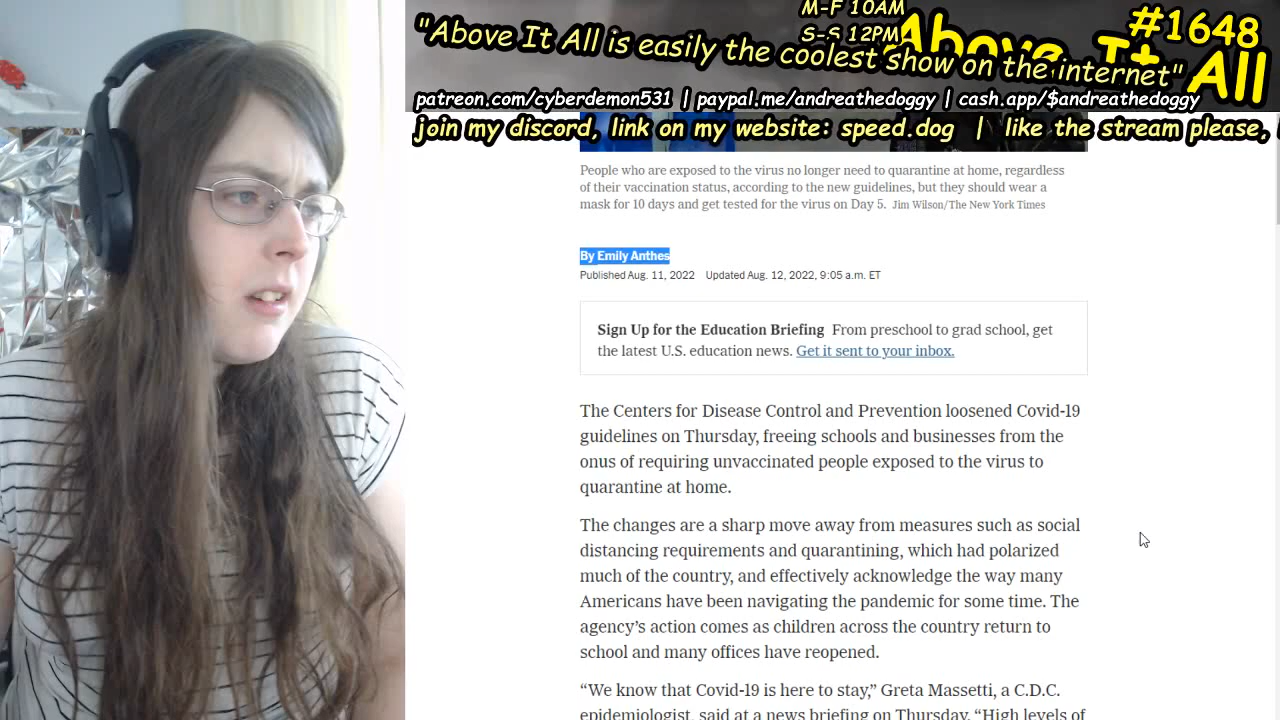 M-F 10AM
S-S 12PM
Above It All
#1648
"Above It All is easily the coolest show on the internet"
patreon.com/cyberdemon531 | paypal.me/andreathedoggy | cash.app/$andreathedoggy
join my discord, link on my website: speed.dog | like the stream please,
People who are exposed to the virus no longer need to quarantine at home, regardless
of their vaccination status, according to the new guidelines, but they should wear a
mask for 10 days and get tested for the virus on Day 5. Jim Wilson/The New York Times
By Emily Anthes
Published Aug. 11, 2022 Updated Aug. 12, 2022, 9:05 a.m. ET
Sign Up for the Education Briefing From preschool to grad school, get
the latest U.S. education news. Get it sent to your inbox.
The Centers for Disease Control and Prevention loosened Covid-19
guidelines on Thursday, freeing schools and businesses from the
onus of requiring unvaccinated people exposed to the virus to
quarantine at home.
The changes are a sharp move away from measures such as social
distancing requirements and quarantining, which had polarized
much of the country, and effectively acknowledge the way many
Americans have been navigating the pandemic for some time. The
agency's action comes as children across the country return to
school and many offices have reopened.
“We know that Covid-19 is here to stay,” Greta Massetti, a C.D.C.
epidemiologist, said at a news briefing on Thursday. “High levels of